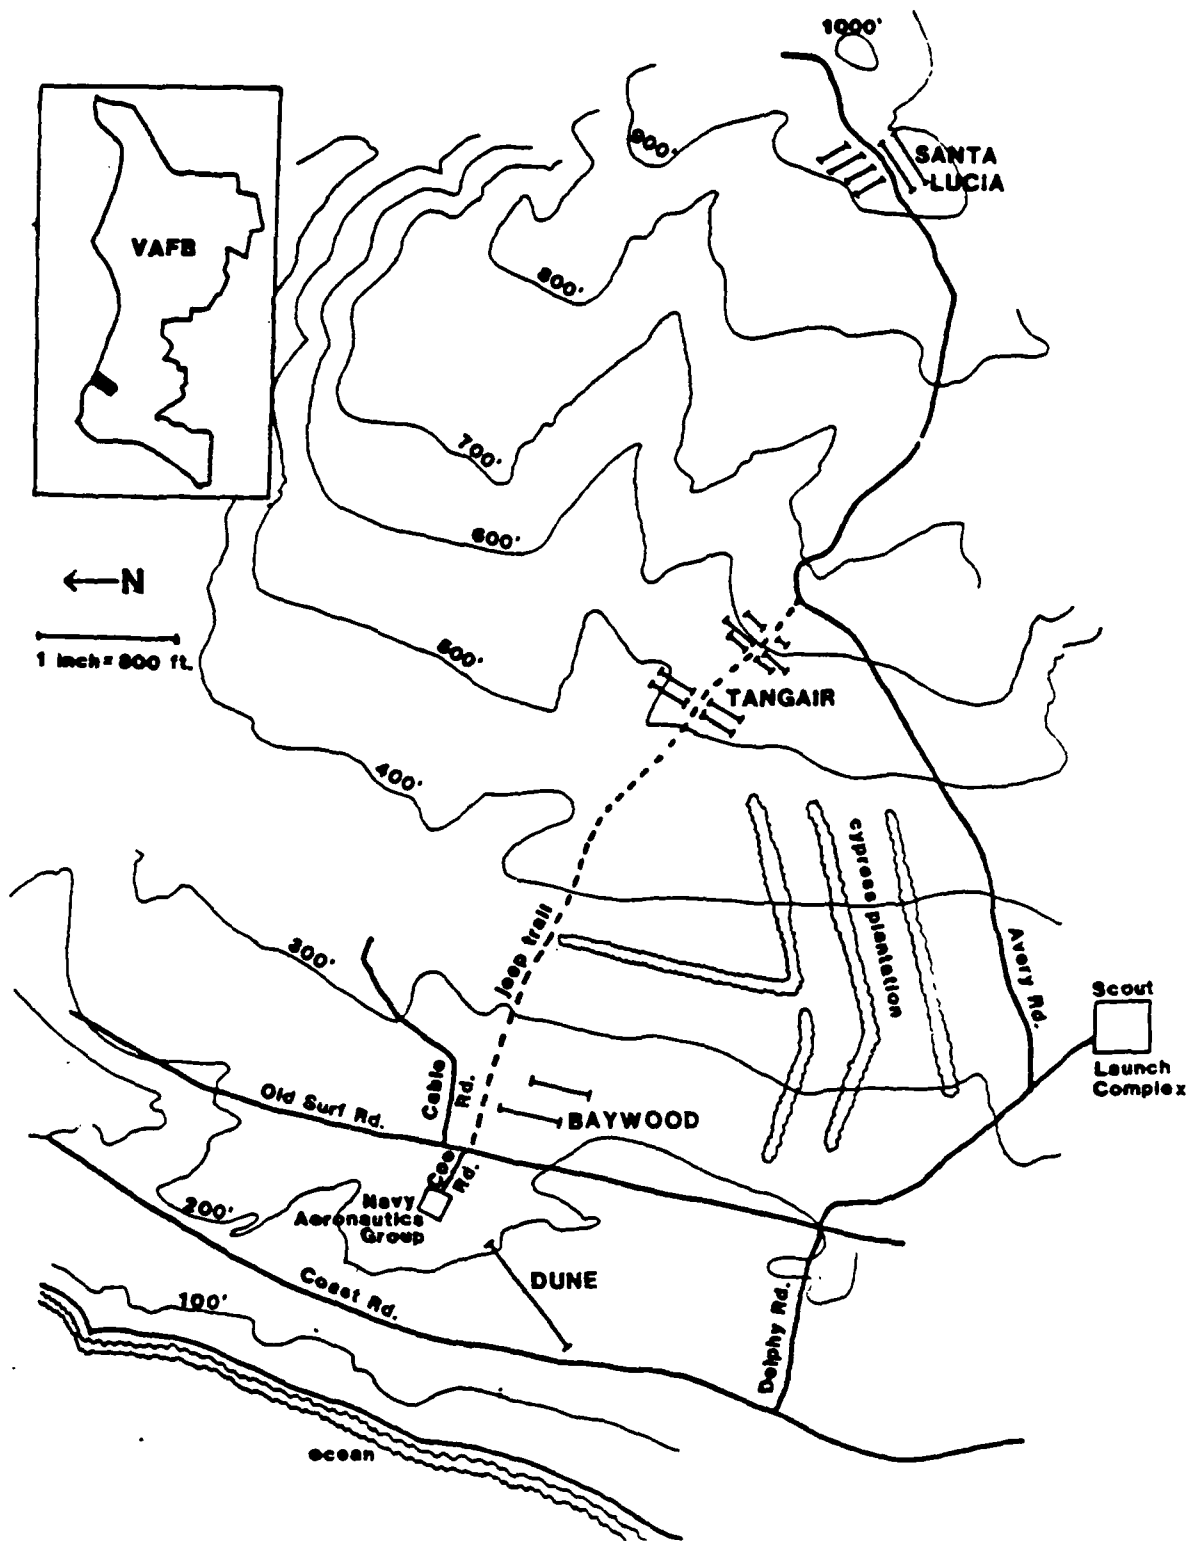 1000'
SANTA
LUCIA
900'
VAFB
800'
700'
600'
N
1 inch = 800 ft.
500'
TANGAIR
400'
cypress plantation
jeep trail
Avery Rd.
300'
Scout
Launch
Complex
Cable
Rd.
Old Surf Rd.
BAYWOOD
Coe
Rd.
Navy
Aeronautics
Group
200'
DUNE
Coast Rd.
100'
Delphy Rd.
ocean